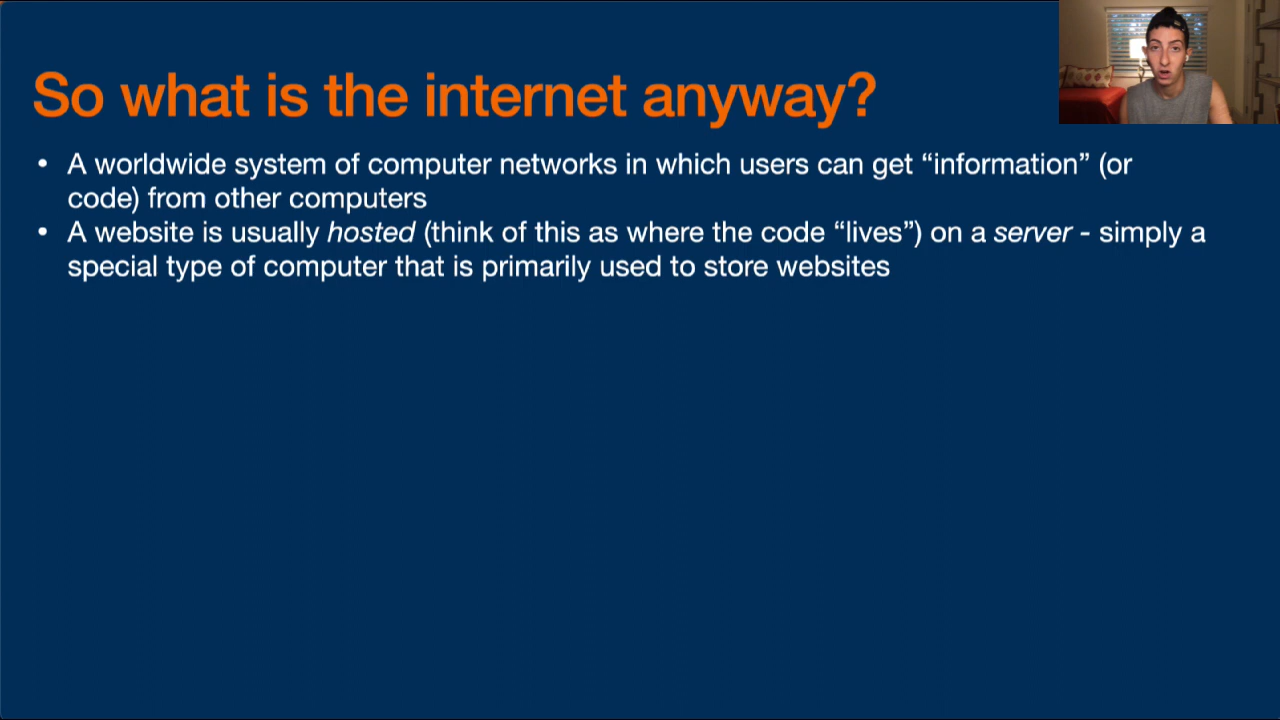 So what is the internet anyway?
• A worldwide system of computer networks in which users can get “information” (or
code) from other computers
• A website is usually hosted (think of this as where the code “lives”) on a server - simply a
special type of computer that is primarily used to store websites